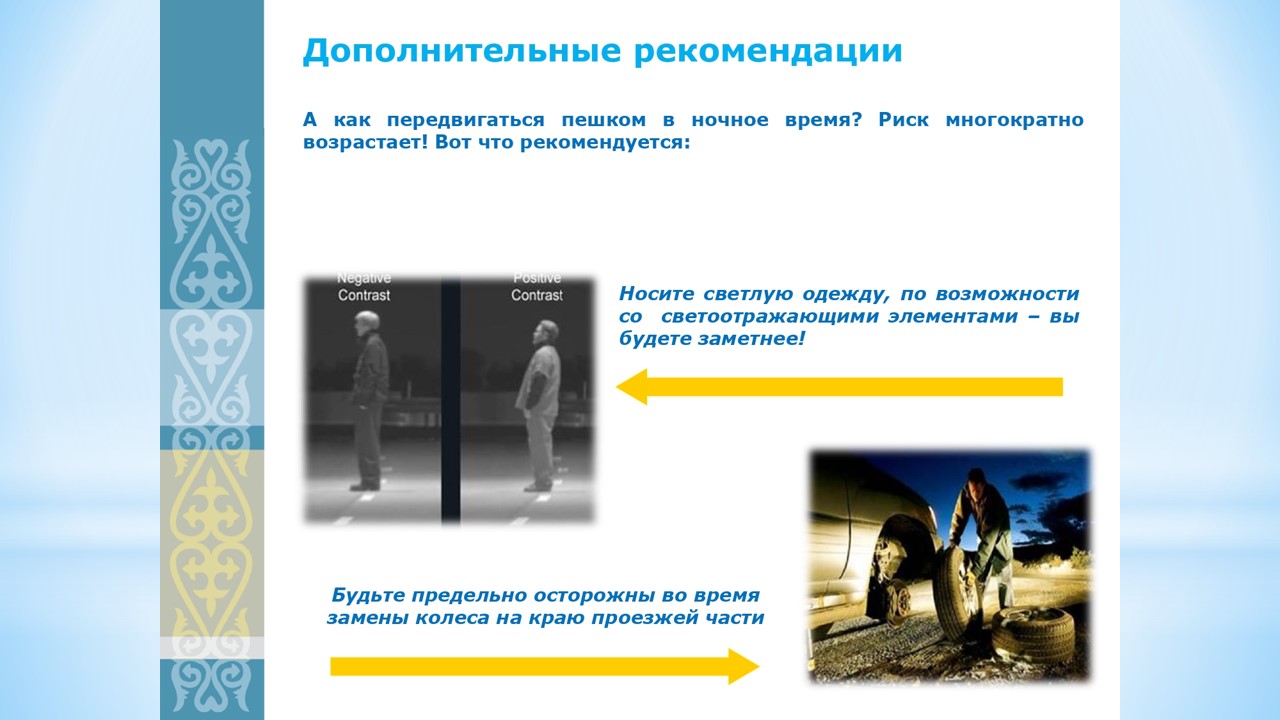 Дополнительные рекомендации
А как передвигаться пешком в ночное время? Риск многократно
возрастает! Вот что рекомендуется:
Negative
Contrast
Positive
Contrast
Носите светлую одежду, по возможности
со светоотражающими элементами – вы
будете заметнее!
Будьте предельно осторожны во время
замены колеса на краю проезжей части